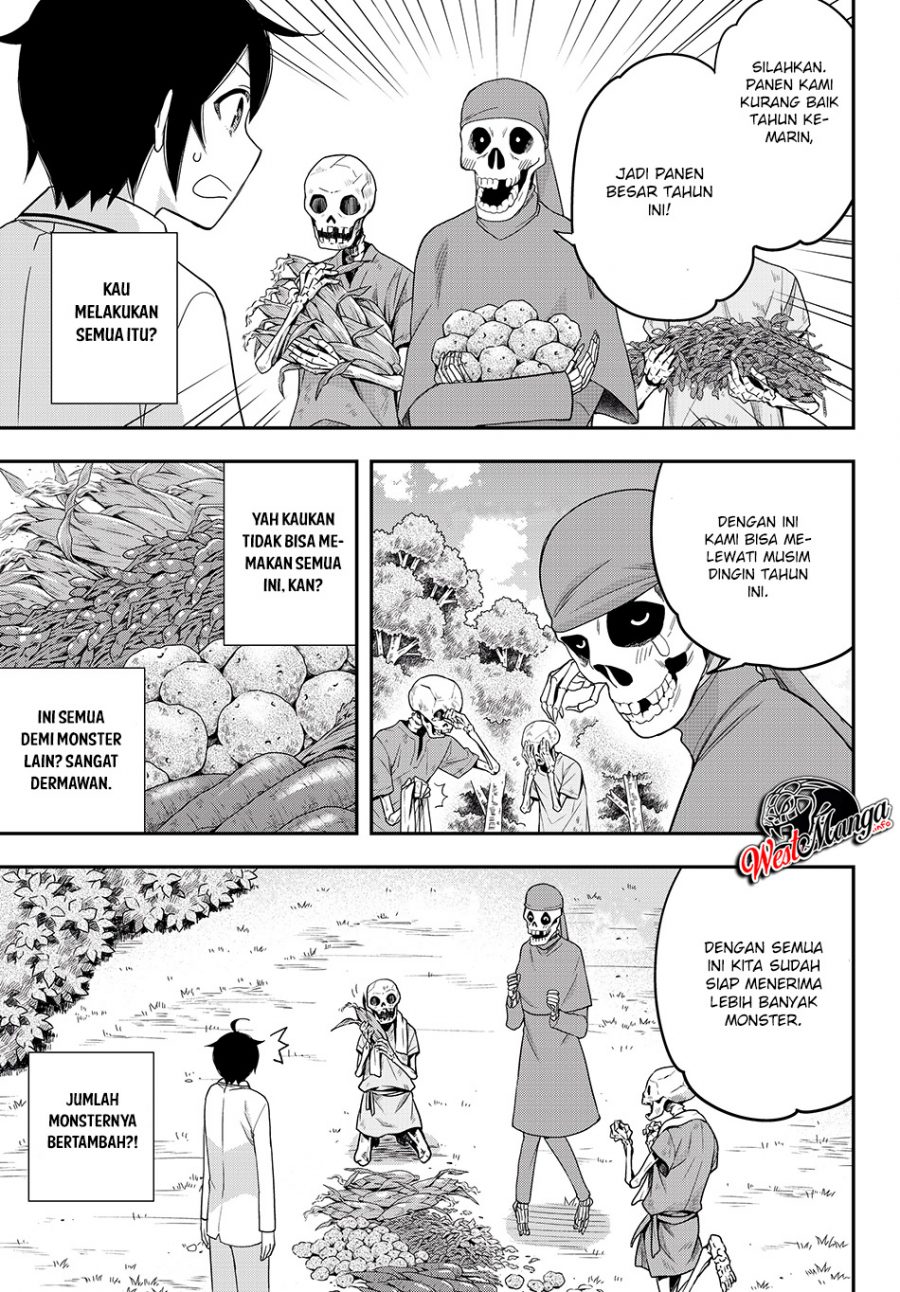 SILAHKAN.
PANEN KAMI
KURANG BAIK
TAHUN KE-
MARIN,
JADI PANEN
BESAR TAHUN
INI!
KAU
MELAKUKAN
SEMUA ITU?
DENGAN INI
KAMI BISA ME-
LEWATI MUSIM
DINGIN TAHUN
INI.
YAH KAUKAN
TIDAK BISA ME-
MAKAN SEMUA
INI, KAN?
INI SEMUA
DEMI MONSTER
LAIN? SANGAT
DERMAWAN.
WestManga
.info
DENGAN SEMUA
INI KITA SUDAH
SIAP MENERIMA
LEBIH BANYAK
MONSTER.
JUMLAH
MONSTERNYA
BERTAMBAH?!